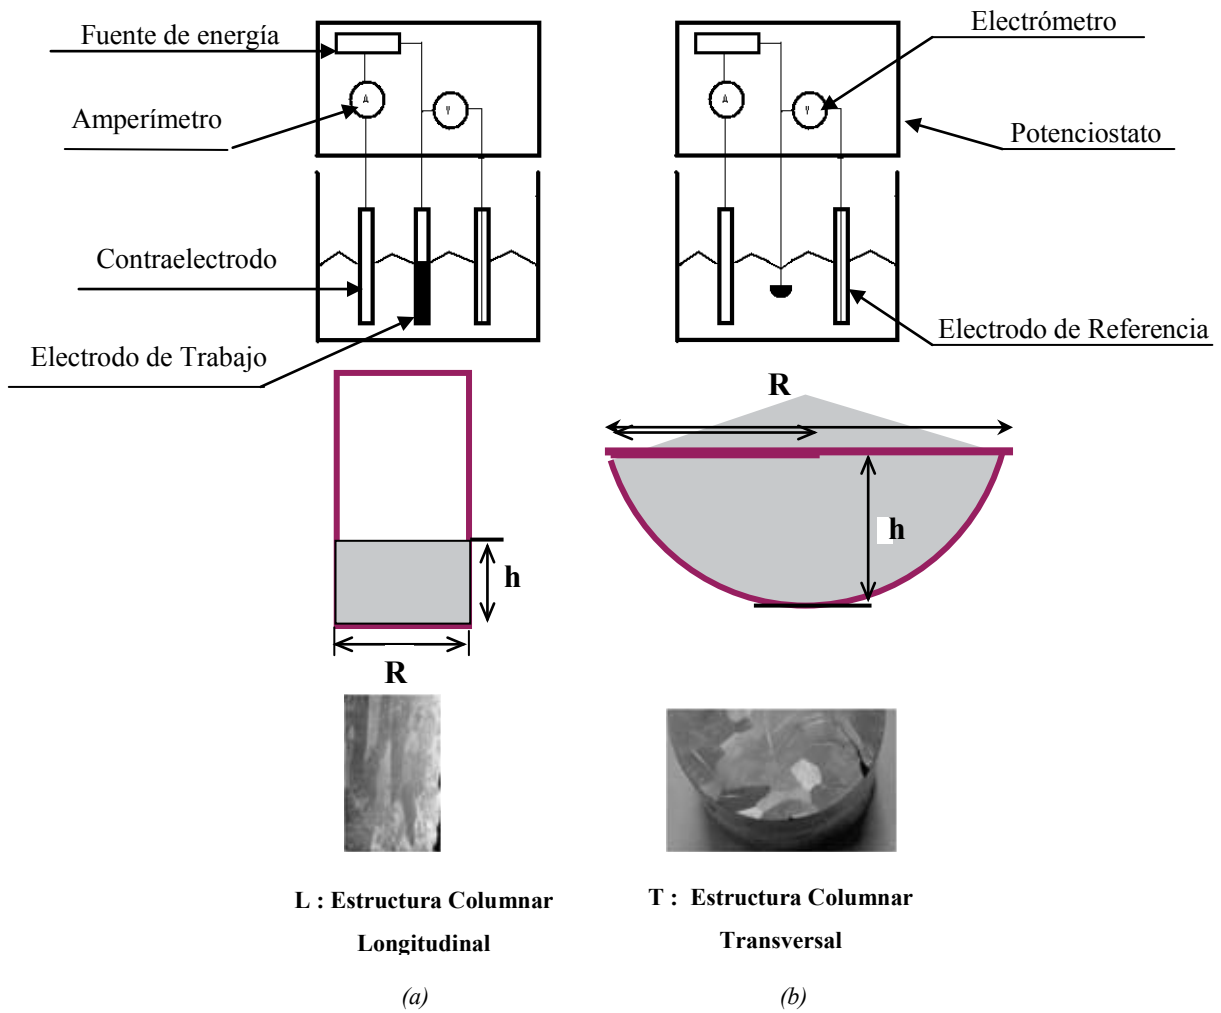 Fuente de energía
Electrómetro
Amperímetro
A
V
A
V
Potenciostato
Contraelectrodo
Electrodo de Referencia
Electrodo de Trabajo
R
h
h
R
L : Estructura Columnar
Longitudinal
T : Estructura Columnar
Transversal
(a)
(b)